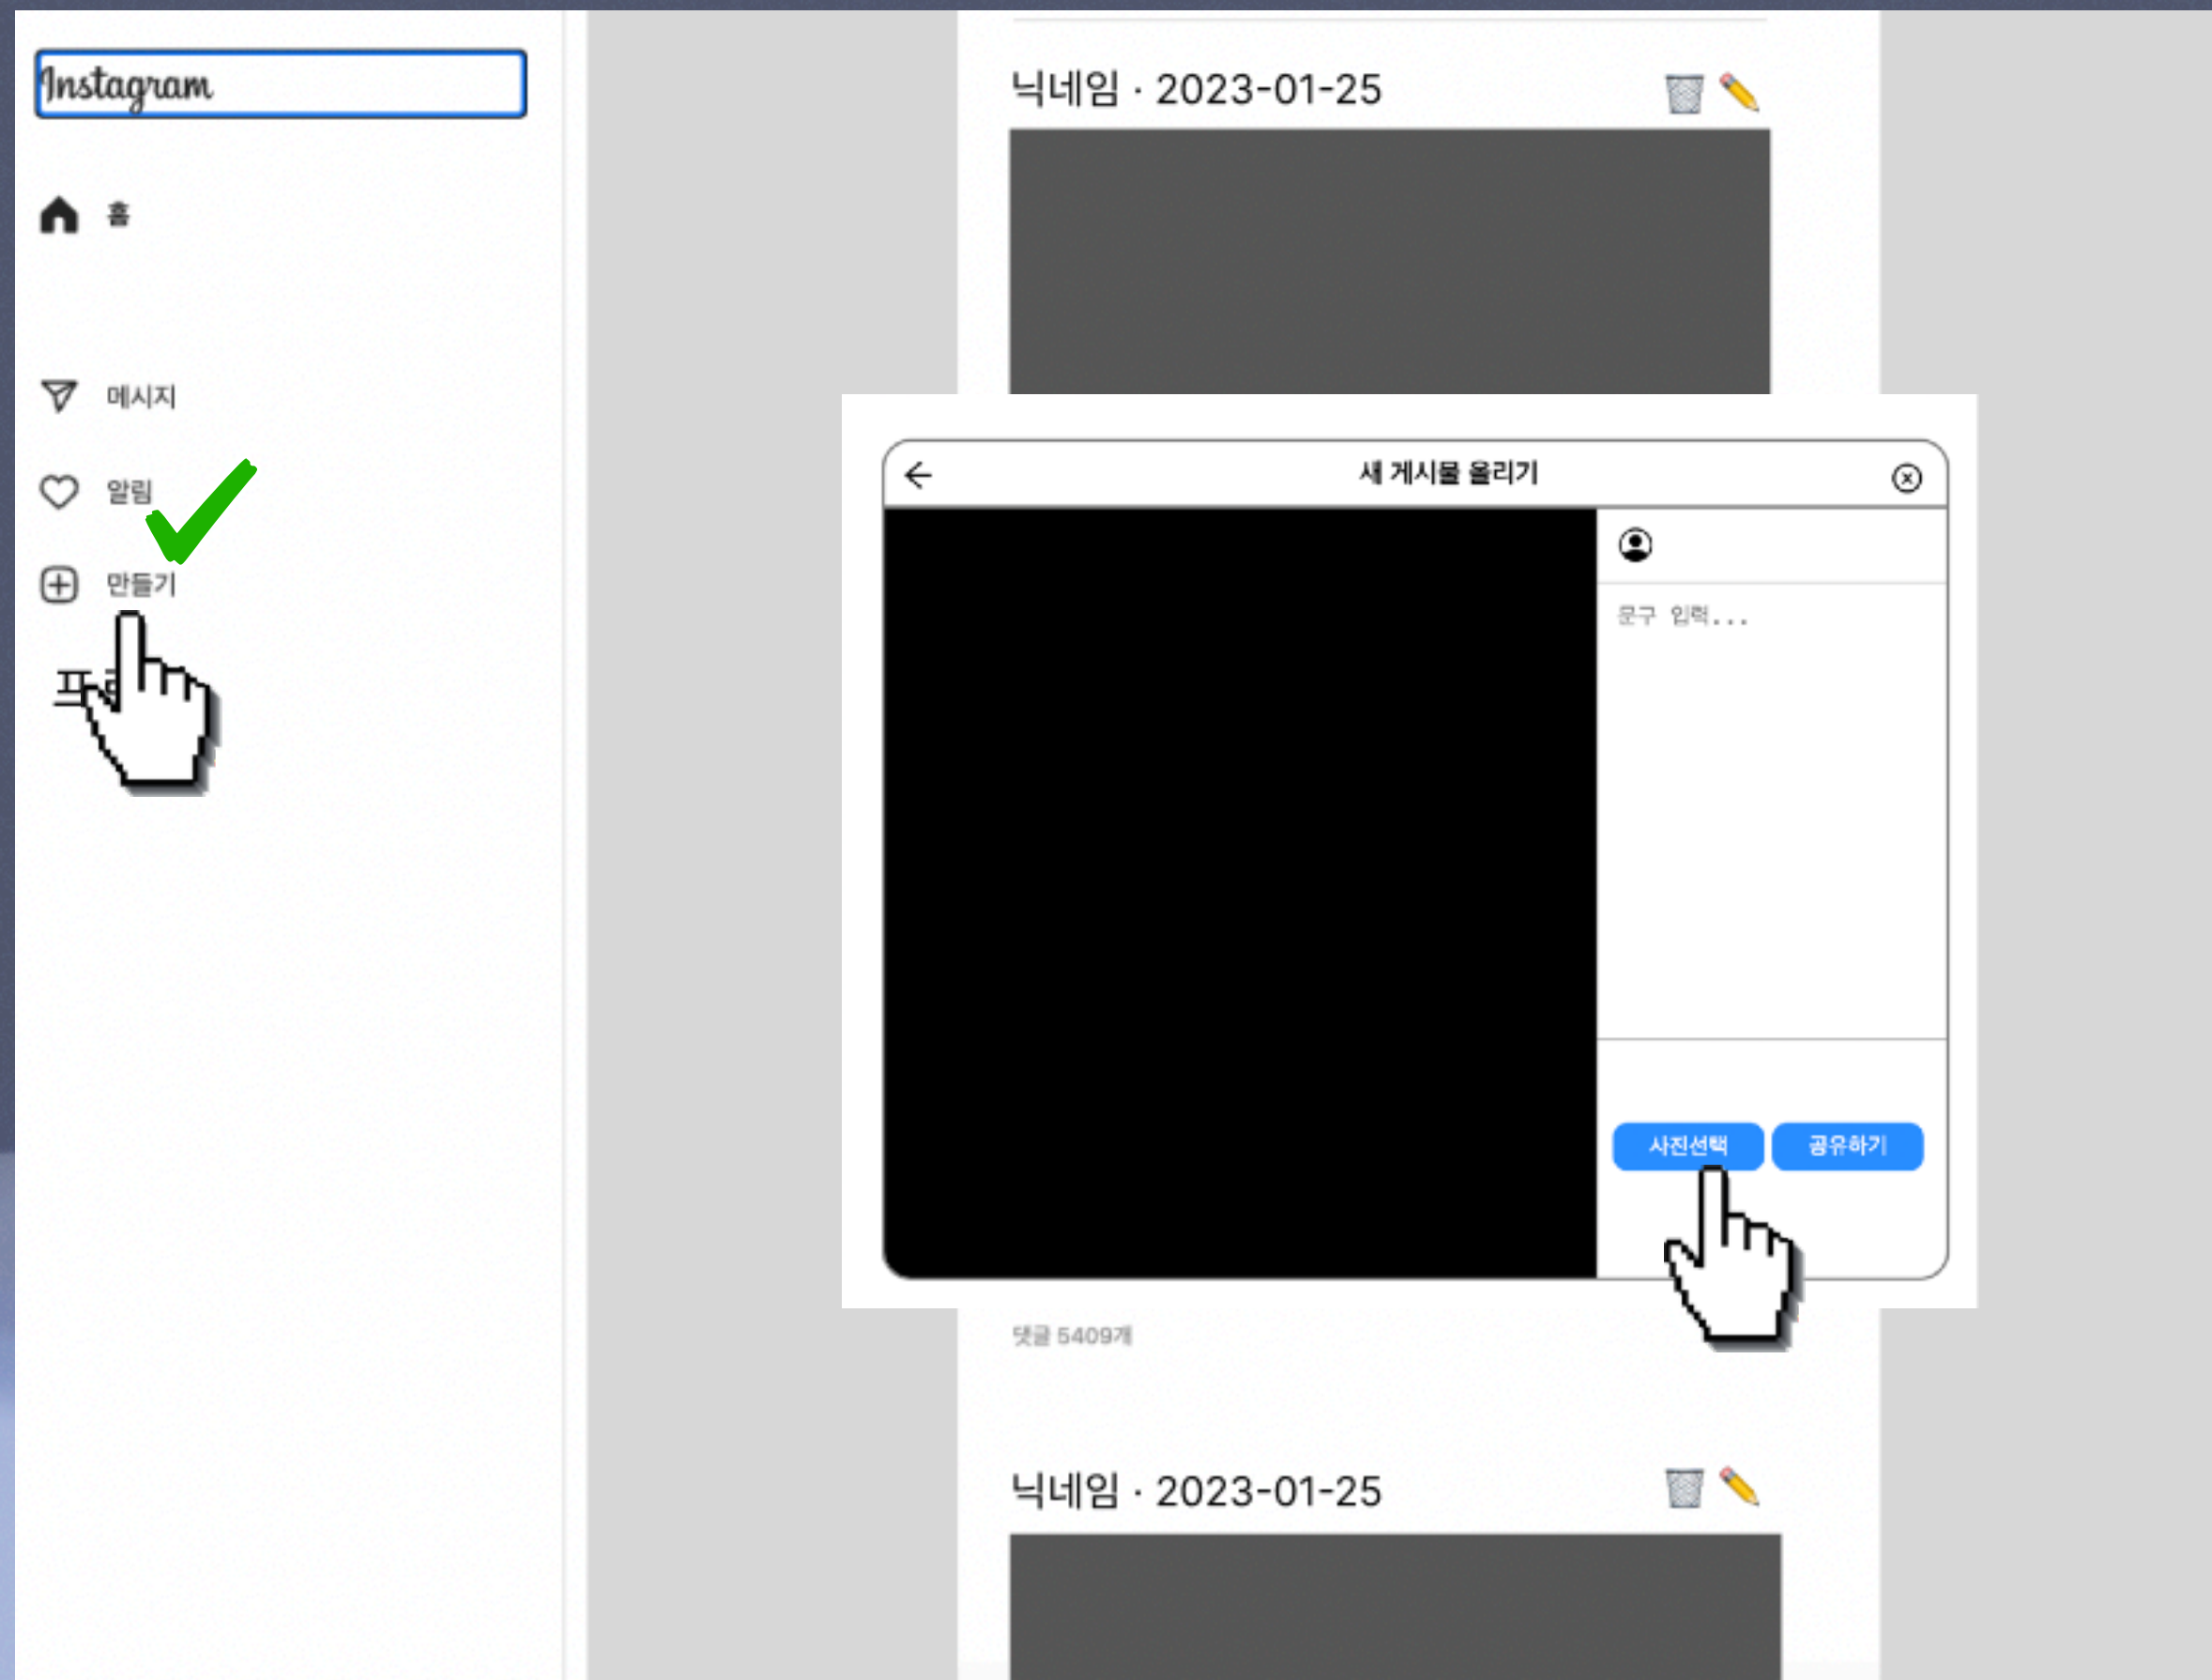 Instagram
홈
메시지
알림
만들기
닉네임 · 2023-01-25
새 게시물 올리기
문구 입력...
사진선택 공유하기
댓글 5409개
닉네임 · 2023-01-25